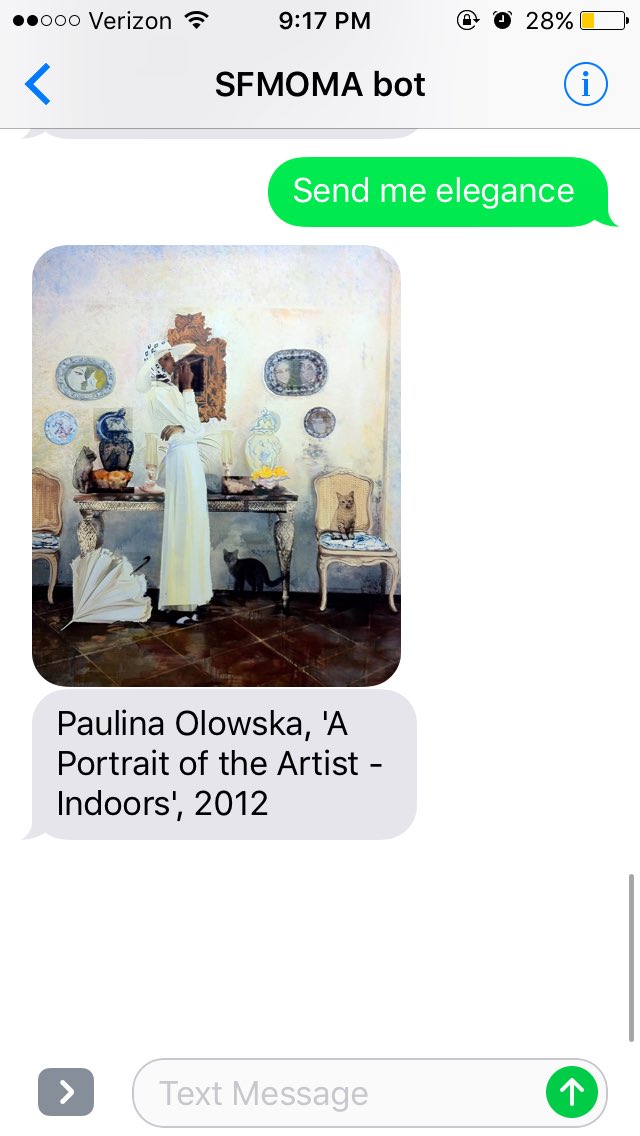 Verizon 9:17 PM 28%
SFMOMA bot
Send me elegance
Paulina Olowska, 'A
Portrait of the Artist -
Indoors', 2012
Text Message